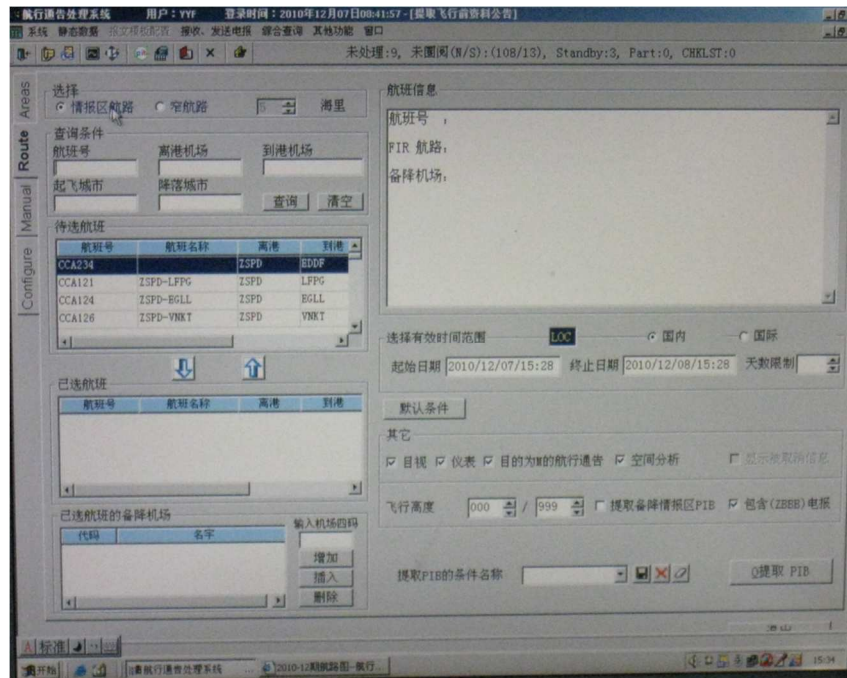 航行通告处理系统 用户：YYF 登录时间：2010年12月07日08:41:57-[提取飞行前资料公告]
系统 静态数据 报文模板配置 接收、发送电报 综合查询 其他功能 窗口
未处理:9, 未圈阅(N/S):(108/13), Standby:3, Part:0, CHKLST:0
Areas
Route
Manual
Configure
选择
情报区航路 窄航路 5 海里
查询条件
航班号 离港机场 到港机场
起飞城市 降落城市
查询 清空
待选航班
航班号 航班名称 离港 到港
CCA234 ZSPD EDDF
CCA121 ZSPD-LFPG ZSPD LFPG
CCA124 ZSPD-EGLL ZSPD EGLL
CCA126 ZSPD-VNKT ZSPD VNKT
已选航班
航班号 航班名称 离港 到港
已选航班的备降机场
代码 名字
输入机场四码
增加
插入
删除
航班信息
航班号 ：
FIR 航路：
备降机场：
选择有效时间范围 LOC 国内 国际
起始日期 2010/12/07/15:28 终止日期 2010/12/08/15:28 天数限制
默认条件
其它
目视 仪表 目的为M的航行通告 空间分析
飞行高度 000 / 999 提取备降情报区PIB 包含(ZBBB)电报
提取PIB的条件名称
Q提取 PIB
标准
开始 航行通告处理系统 ... 2010-12期航路图-航行... 15:34